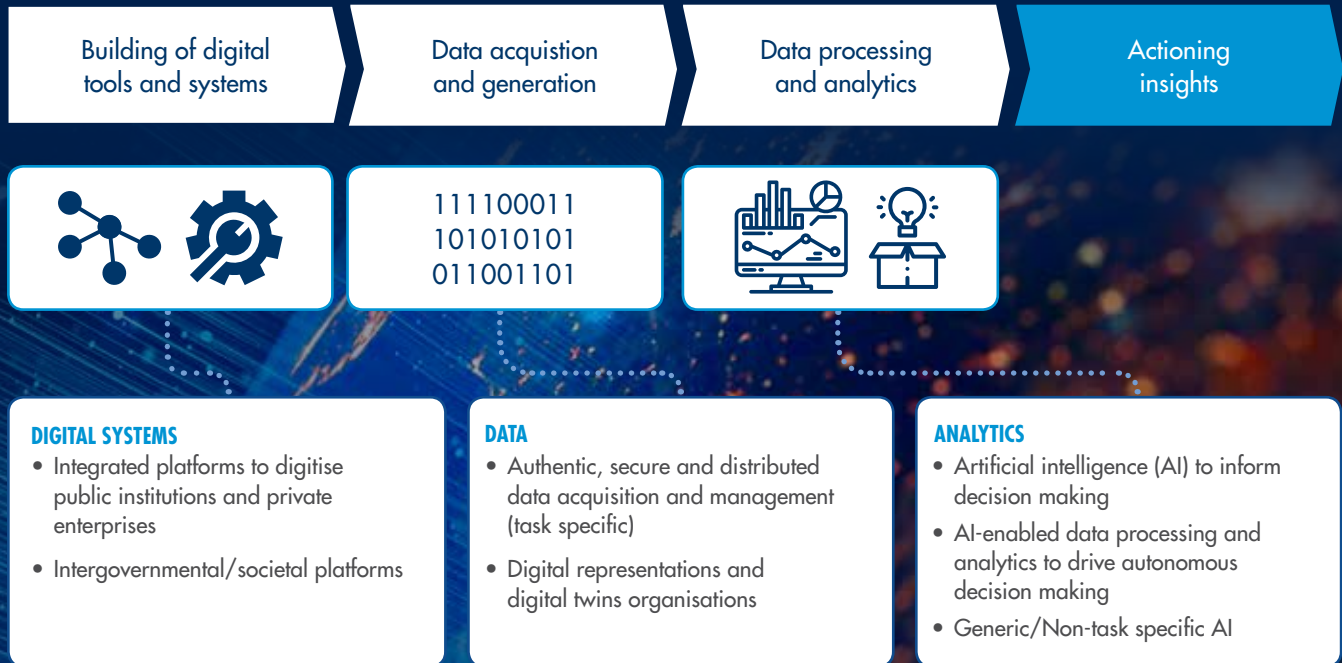 Building of digital
tools and systems
Data acquistion
and generation
Data processing
and analytics
Actioning
insights
111100011
101010101
011001101
DIGITAL SYSTEMS
• Integrated platforms to digitise
public institutions and private
enterprises
• Intergovernmental/societal platforms
DATA
• Authentic, secure and distributed
data acquisition and management
(task specific)
• Digital representations and
digital twins organisations
ANALYTICS
• Artificial intelligence (AI) to inform
decision making
• AI-enabled data processing and
analytics to drive autonomous
decision making
• Generic/Non-task specific AI